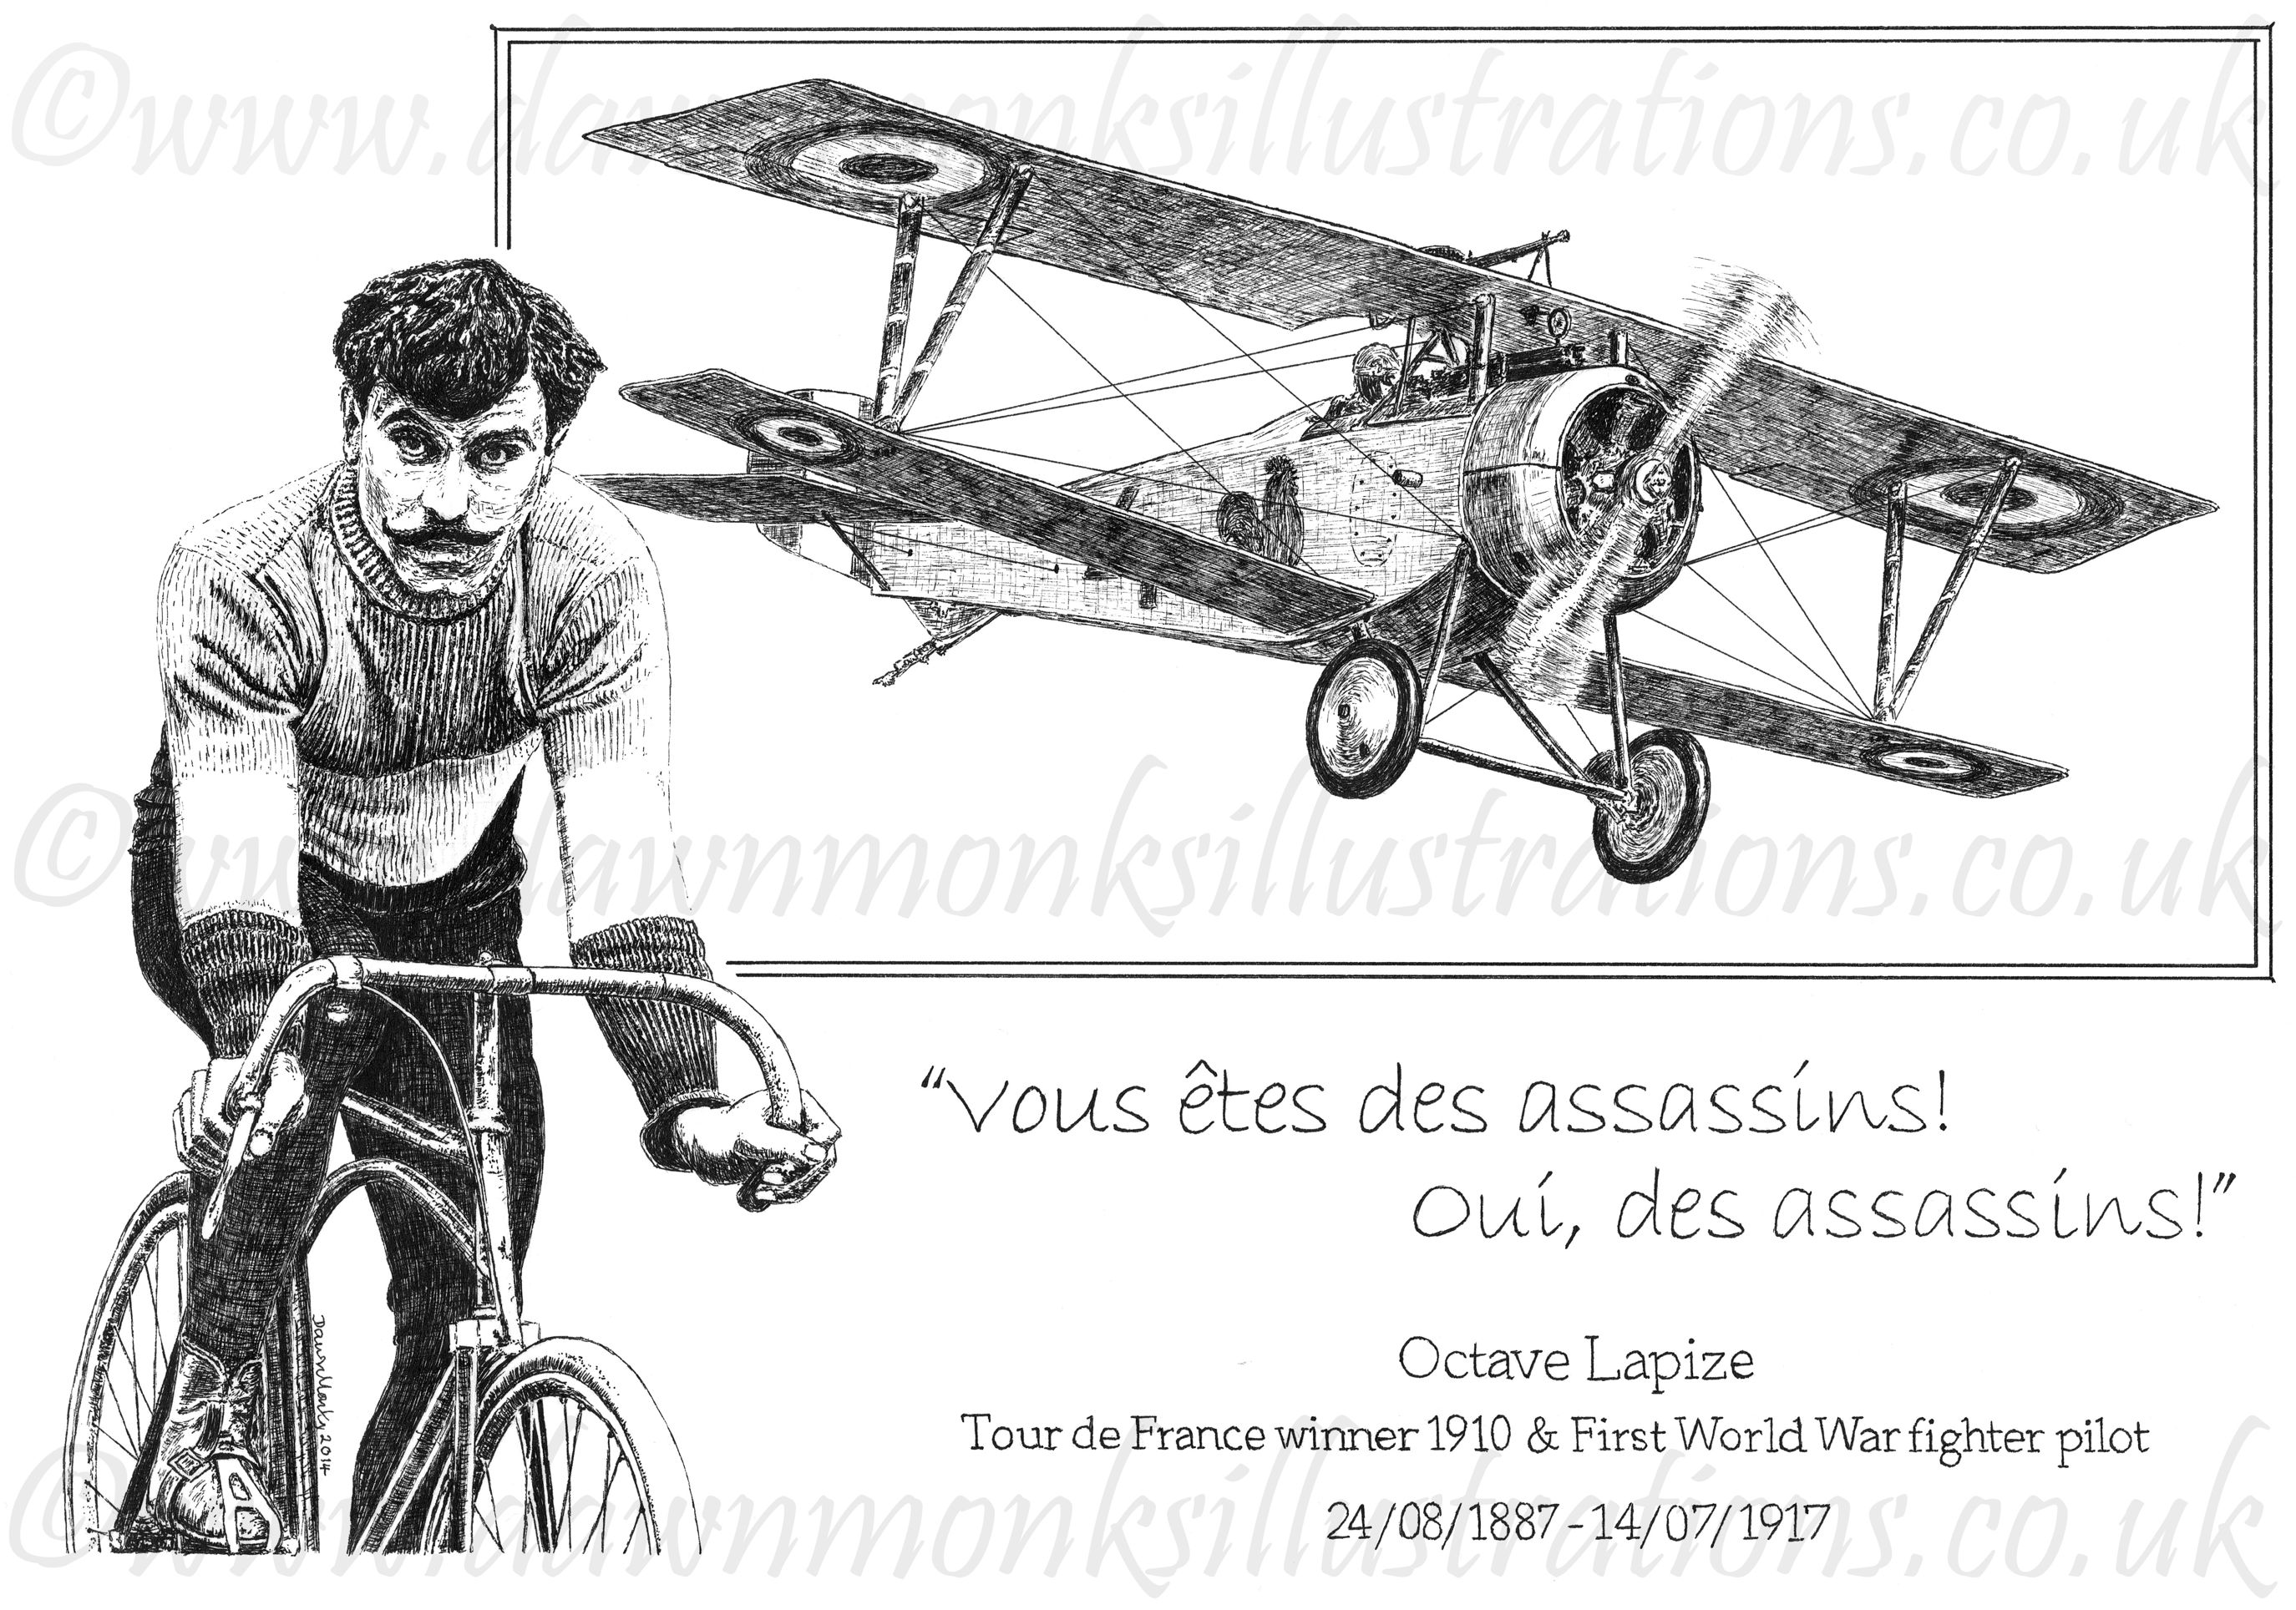 ©www.dawnmonksillustrations.co.uk
©www.dawnmonksillustrations.co.uk
“Vous êtes des assassins!
Oui, des assassins!”
Octave Lapize
Tour de France winner 1910 & First World War fighter pilot
24/08/1887 - 14/07/1917
Dawn Monks 2014
©www.dawnmonksillustrations.co.uk